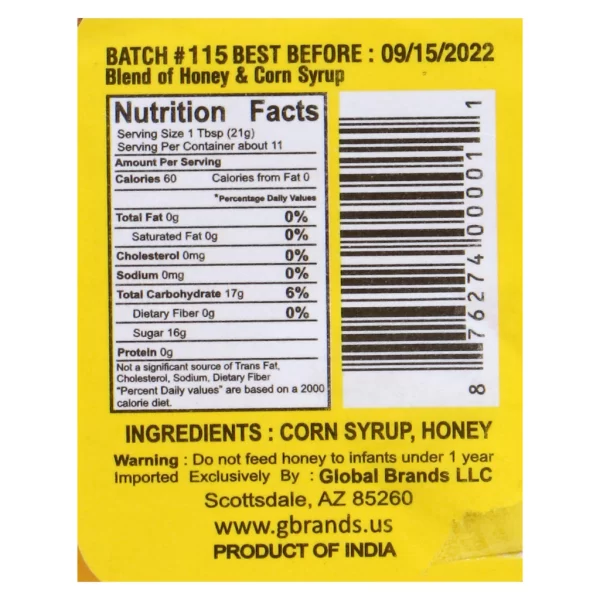 BATCH # 115 BEST BEFORE : 09/15/2022
Blend of Honey & Corn Syrup
Nutrition Facts
Serving Size 1 Tbsp (21g)
Serving Per Container about 11
Amount Per Serving
Calories 60 Calories from Fat 0
*Percentage Daily Values
Total Fat 0g 0%
Saturated Fat 0g 0%
Cholesterol 0mg 0%
Sodium 0mg 0%
Total Carbohydrate 17g 6%
Dietary Fiber 0g 0%
Sugar 16g
Protein 0g
Not a significant source of Trans Fat,
Cholesterol, Sodium, Dietary Fiber
"Percent Daily values" are based on a 2000
calorie diet.
8 76274 00001 1
INGREDIENTS : CORN SYRUP, HONEY
Warning : Do not feed honey to infants under 1 year
Imported Exclusively By : Global Brands LLC
Scottsdale, AZ 85260
www.gbrands.us
PRODUCT OF INDIA